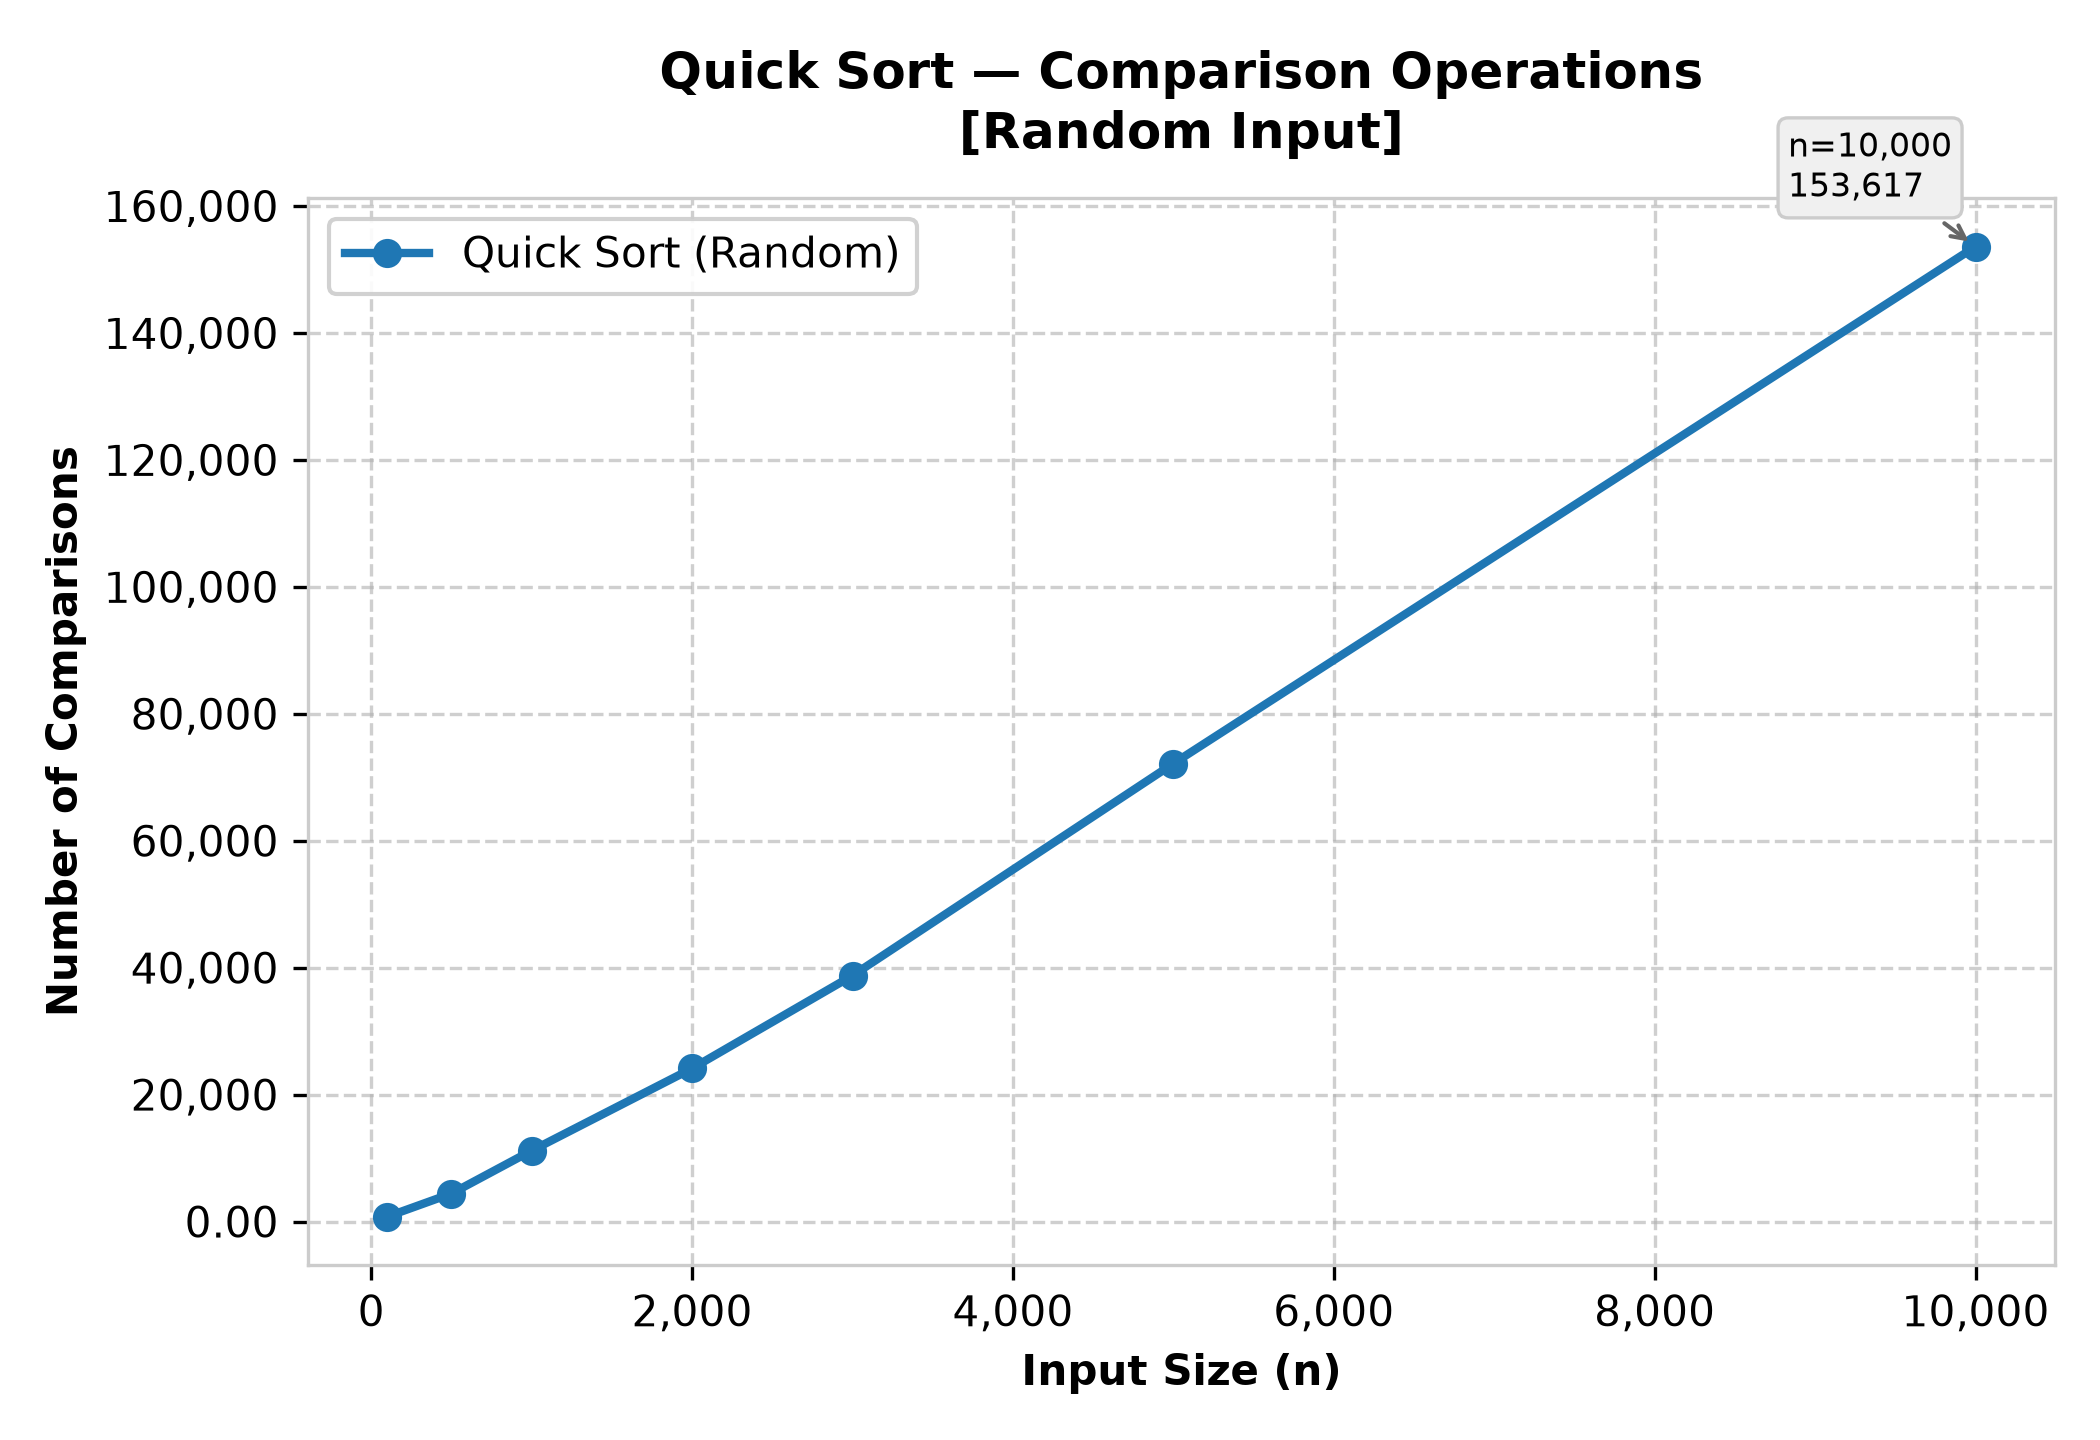 Quick Sort — Comparison Operations
[Random Input]
n=10,000
153,617
Quick Sort (Random)
Number of Comparisons
160,000
140,000
120,000
100,000
80,000
60,000
40,000
20,000
0.00
0
2,000
4,000
6,000
8,000
10,000
Input Size (n)